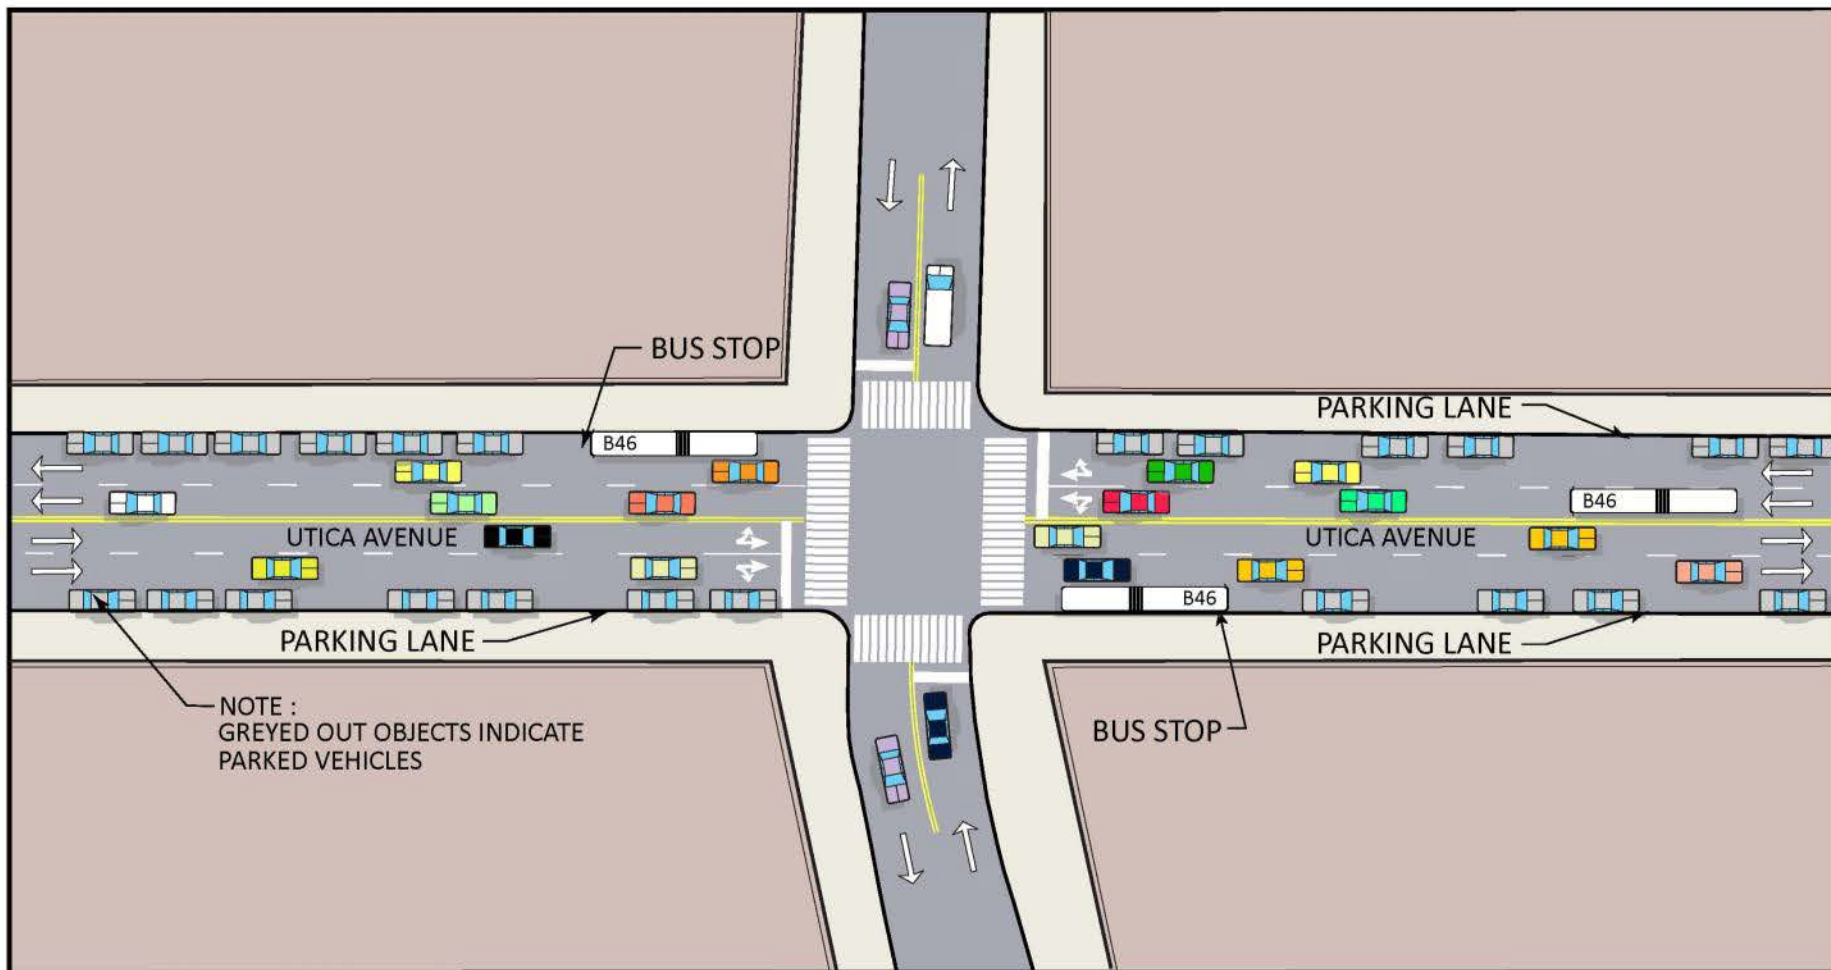 BUS STOP
PARKING LANE
B46
B46
UTICA AVENUE
UTICA AVENUE
B46
PARKING LANE
PARKING LANE
NOTE :
GREYED OUT OBJECTS INDICATE
PARKED VEHICLES
BUS STOP